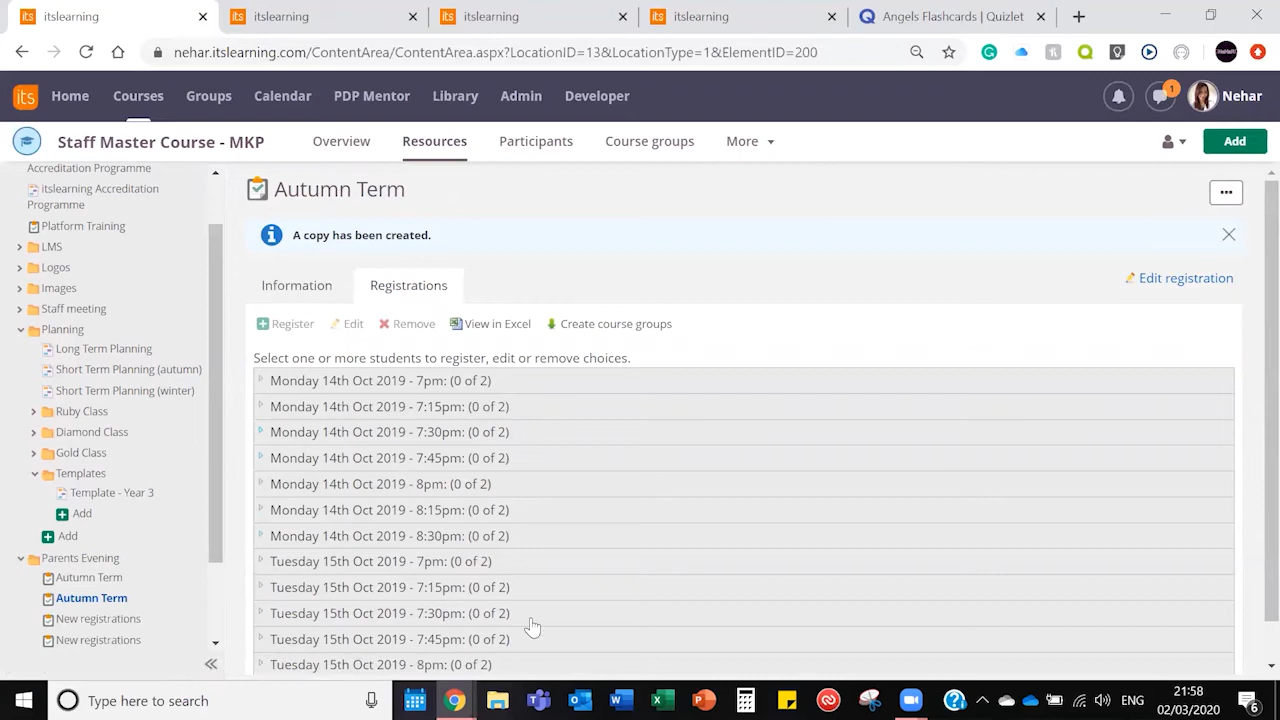 itslearning
itslearning
itslearning
itslearning
Angels Flashcards | Quizlet
nehar.itslearning.com/ContentArea/ContentArea.aspx?LocationID=13&LocationType=1&ElementID=200
its Home Courses Groups Calendar PDP Mentor Library Admin Developer 1 Nehar
Staff Master Course - MKP Overview Resources Participants Course groups More Add
Accreditation Programme
itslearning Accreditation
Programme
Platform Training
LMS
Logos
Images
Staff meeting
Planning
Long Term Planning
Short Term Planning (autumn)
Short Term Planning (winter)
Ruby Class
Diamond Class
Gold Class
Templates
Template - Year 3
Add
Add
Parents Evening
Autumn Term
Autumn Term
New registrations
New registrations
Autumn Term
A copy has been created.
Information Registrations Edit registration
Register Edit Remove View in Excel Create course groups
Select one or more students to register, edit or remove choices.
Monday 14th Oct 2019 - 7pm: (0 of 2)
Monday 14th Oct 2019 - 7:15pm: (0 of 2)
Monday 14th Oct 2019 - 7:30pm: (0 of 2)
Monday 14th Oct 2019 - 7:45pm: (0 of 2)
Monday 14th Oct 2019 - 8pm: (0 of 2)
Monday 14th Oct 2019 - 8:15pm: (0 of 2)
Monday 14th Oct 2019 - 8:30pm: (0 of 2)
Tuesday 15th Oct 2019 - 7pm: (0 of 2)
Tuesday 15th Oct 2019 - 7:15pm: (0 of 2)
Tuesday 15th Oct 2019 - 7:30pm: (0 of 2)
Tuesday 15th Oct 2019 - 7:45pm: (0 of 2)
Tuesday 15th Oct 2019 - 8pm: (0 of 2)
Type here to search
ENG
21:58
02/03/2020
6